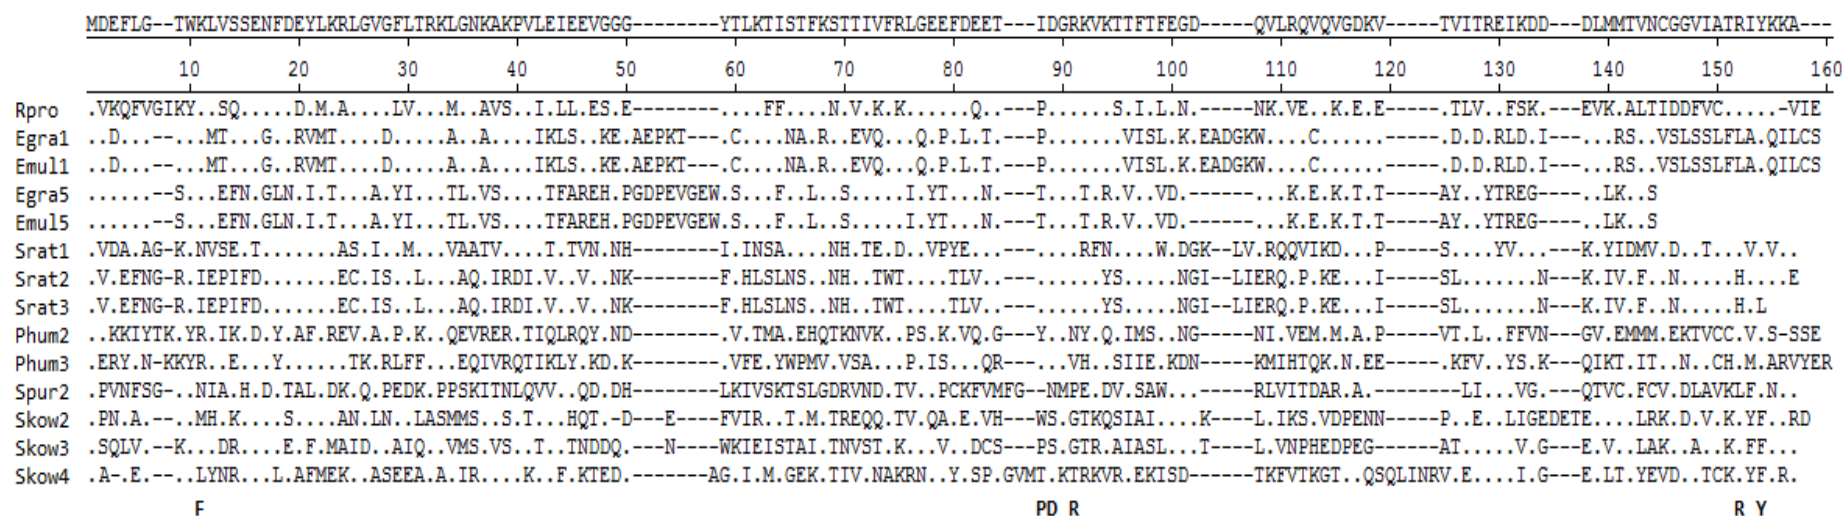 MDEFLG--TWKLVSSENFDEYLKRLGVGFLTRKLGNKAKPVLEIEEVGGG--------YTLKTISTFKSTTIVFRLGEEFDEET---IDGRKVKTTFTFEGD-----QVLRQVQVGDKV-----TVITREIKDD---DLMMTVNCGGVIATRIYKKA---
10 20 30 40 50 60 70 80 90 100 110 120 130 140 150 160
Rpro .VKQFVGIKY..SQ.....D.M.A....LV...M..AVS..I.LL.ES.E--------....FF....N.V.K.K......Q..---P......S.I.L.N.-----NK.VE..K.E.E-----.TLV..FSK.---EVK.ALTIDDFVC.....-VIE
Egra1 ..D...--...MT...G..RVMT....D.....A..A....IKLS..KE.AEPKT---.C....NA.R..EVQ...Q.P.L.T.---P.......VISL.K.EADGKW....C......-----.D.D.RLD.I---...RS..VSLSSLFLA.QILCS
Emul1 ..D...--...MT...G..RVMT....D.....A..A....IKLS..KE.AEPKT---.C....NA.R..EVQ...Q.P.L.T.---P.......VISL.K.EADGKW....C......-----.D.D.RLD.I---...RS..VSLSSLFLA.QILCS
Egra5 ......--S...EFN.GLN.I.T...A.YI...TL.VS....TFAREH.PGDPEVGEW.S...F..L..S.....I.YT...N.---T...T.R.V..VD.------...K.E.K.T.T-----AY..YTREG----..LK..S
Emul5 ......--S...EFN.GLN.I.T...A.YI...TL.VS....TFAREH.PGDPEVGEW.S...F..L..S.....I.YT...N.---T...T.R.V..VD.------...K.E.K.T.T-----AY..YTREG----..LK..S
Srat1 .VDA.AG-K.NVSE.T.......AS.I..M...VAATV....T.TVN.NH--------I.INSA....NH.TE.D..VPYE...---....RFN....W.DGK--LV.RQQVIKD...P-----S....YV....---K.YIDMV.D..T...V.V..
Srat2 .V.EFNG-R.IEPIFD.......EC.IS..L...AQ.IRDI.V..V..NK--------F.HLSLNS..NH..TWT....TLV..---......YS.....NGI--LIERQ.P.KE...I-----SL.......N---K.IV.F..N.....H....E
Srat3 .V.EFNG-R.IEPIFD.......EC.IS..L...AQ.IRDI.V..V..NK--------F.HLSLNS..NH..TWT....TLV..---......YS.....NGI--LIERQ.P.KE...I-----SL.......N---K.IV.F..N.....H.L
Phum2 ..KKIYTK.YR.IK.D.Y.AF.REV.A.P.K..QEVRER.TIQLRQY.ND--------.V.TMA.EHQTKNVK..PS.K.VQ.G---Y..NY.Q.IMS..NG-----NI.VEM.M.A.P-----VT.L..FFVN---GV.EMMM.EKTVCC.V.S-SSE
Phum3 .ERY.N-KKYR..E...Y......TK.RLFF...EQIVRQTIKLY.KD.K--------.VFE.YWPMV.VSA...P.IS...QR---...VH..SIIE.KDN-----KMIHTQK.N.EE-----.KFV..YS.K---QIKT.IT..N..CH.M.ARVYER
Spur2 .PVNFSG-..NIA.H.D.TAL.DK.Q.PEDK.PPSKITNLQVV..QD.DH--------LKIVSKTSLGDRVND.TV..PCKFVMFG--NMPE.DV.SAW...-----.RLVITDAR.A.-------.LI...VG.---QTVC.FCV.DLAVKLF.N..
Skow2 .PN.A.---..MH.K....S....AN.LN..LASMMS..S.T...HQT.-D---E----FVIR..T.M.TREQQ.TV.QA.E.VH---WS.GTKQSIAI....K----L.IKS.VDPENN-----P..E..LIGEDETE....LRK.D.V.K.YF..RD
Skow3 .SQLV.--K...DR....E.F.MAID..AIQ..VMS.VS..T..TNDDQ.---N-----WKIEISTAI.TNVST.K...V..DCS---PS.GTR.AIASL...T----L.VNPHEDPEG------AT.....V.G---E.V..LAK..A..K.FF...
Skow4 .A-.E.--..LYNR...L.AFMEK..ASEEA.A.IR....K..F.KTED.-------AG.I.M.GEK.TIV.NAKRN..Y.SP.GVMT.KTRKVR.EKISD-----TKFVTKGT..QSQLINRV.E....I.G---E.LT.YEVD..TCK.YF.R.
F PD R R Y